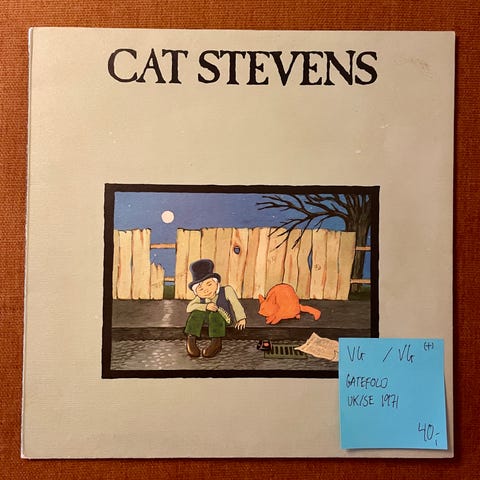 CAT STEVENS
VG / VG (+)
GATEFOLD
UK/SE 1971
40,-